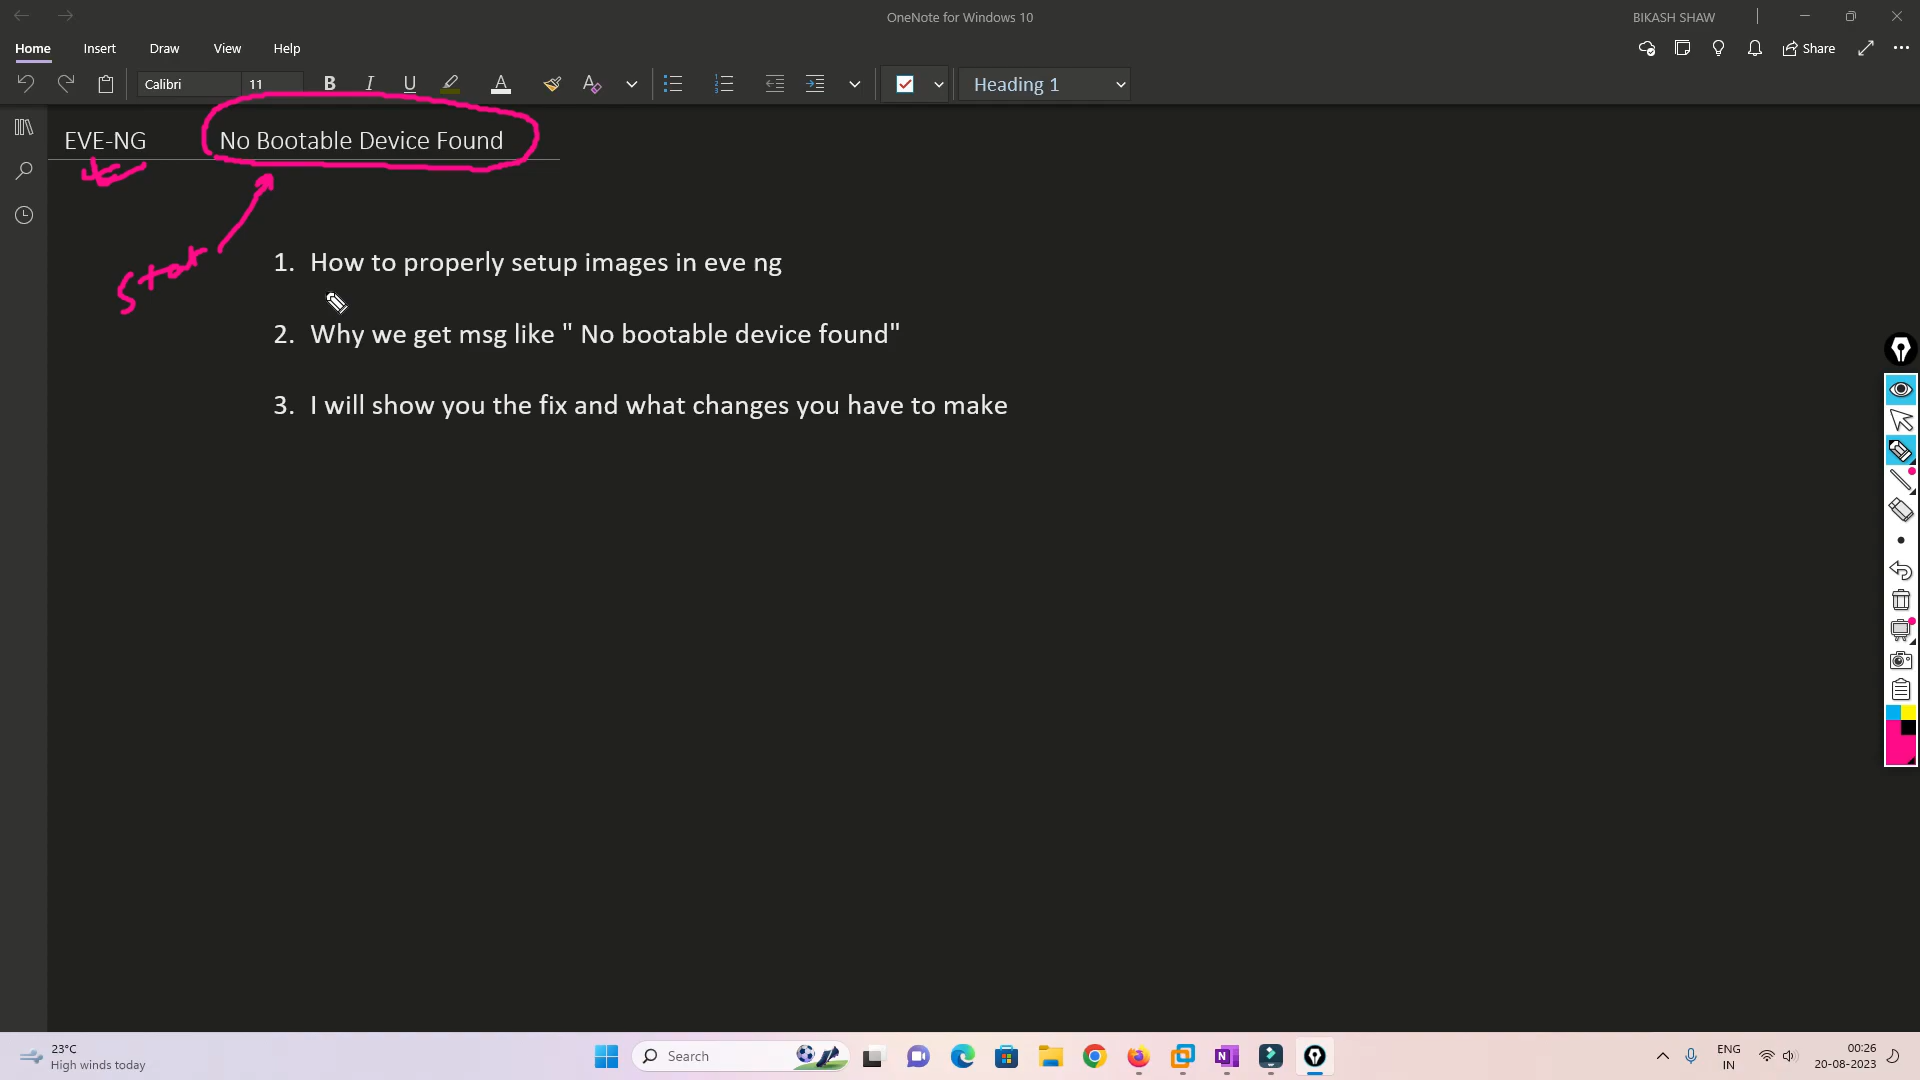 OneNote for Windows 10
BIKASH SHAW
Home Insert Draw View Help
Share
Calibri 11 B I U A A Heading 1
EVE-NG No Bootable Device Found
Stat
1. How to properly setup images in eve ng
2. Why we get msg like " No bootable device found"
3. I will show you the fix and what changes you have to make
23°C
High winds today
Search
ENG
IN
00:26
20-08-2023